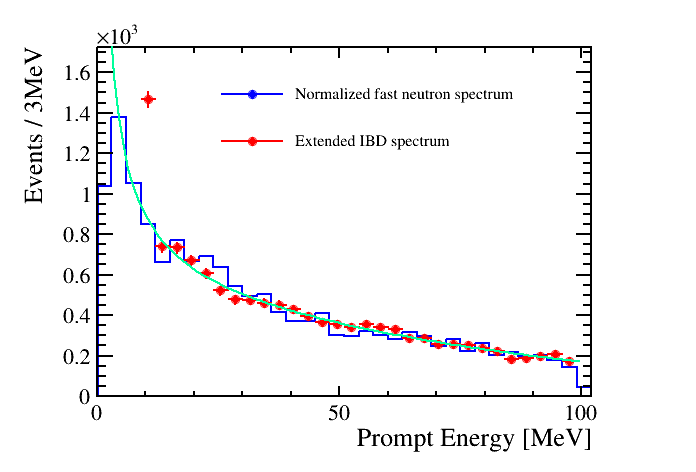 ×10³
Events / 3MeV
1.6
1.4
1.2
1
0.8
0.6
0.4
0.2
0
Normalized fast neutron spectrum
Extended IBD spectrum
0 50 100
Prompt Energy [MeV]